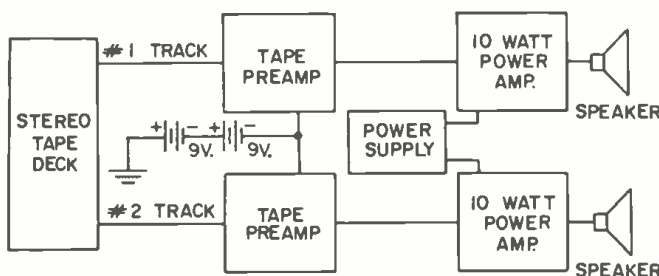 STEREO
TAPE
DECK
#1 TRACK
TAPE
PREAMP
10 WATT
POWER
AMP.
SPEAKER
+ - + -
9V. 9V.
POWER
SUPPLY
#2 TRACK
TAPE
PREAMP
10 WATT
POWER
AMP.
SPEAKER